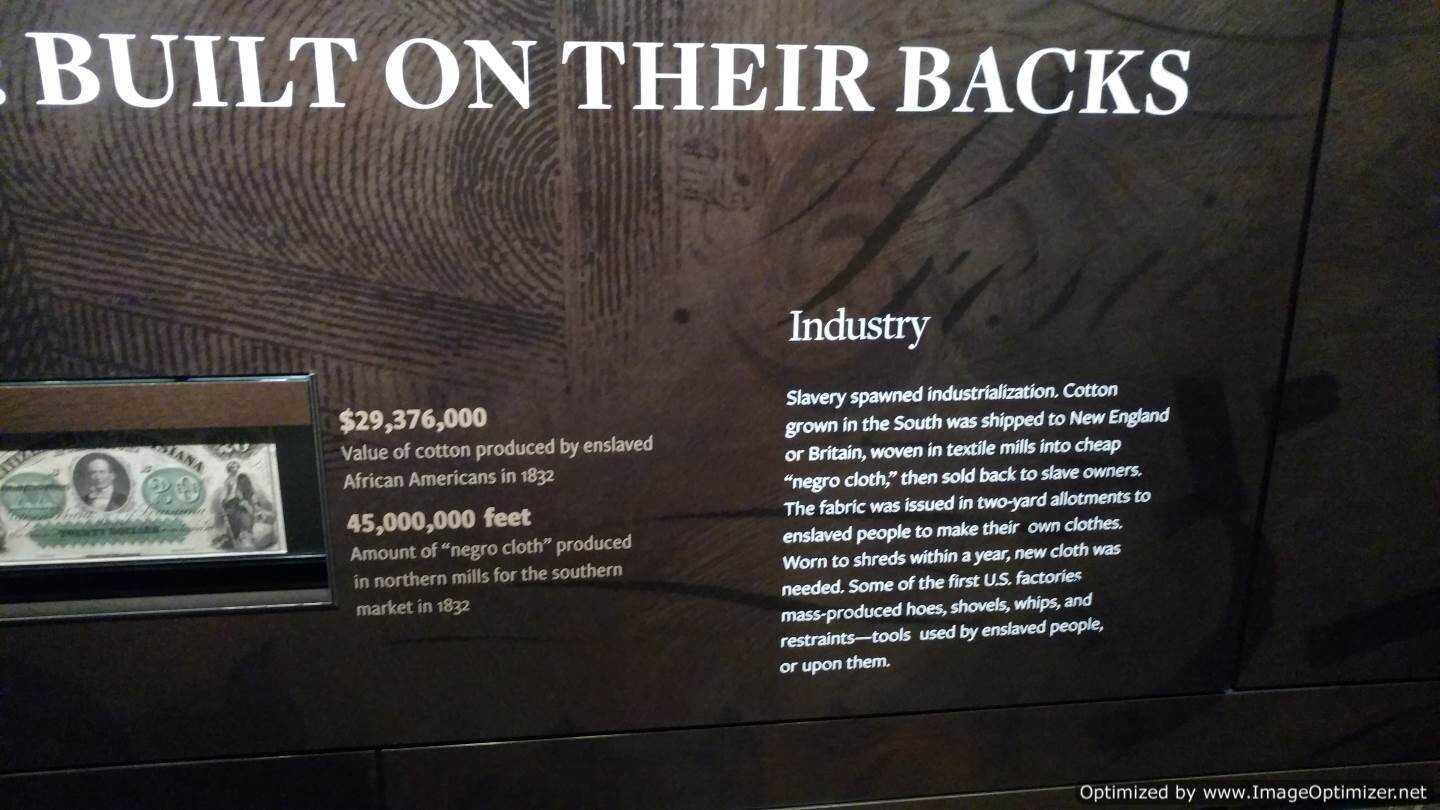 : BUILT ON THEIR BACKS
$29,376,000
Value of cotton produced by enslaved
African Americans in 1832
45,000,000 feet
Amount of “negro cloth” produced
in northern mills for the southern
market in 1832
Industry
Slavery spawned industrialization. Cotton
grown in the South was shipped to New England
or Britain, woven in textile mills into cheap
“negro cloth,” then sold back to slave owners.
The fabric was issued in two-yard allotments to
enslaved people to make their own clothes.
Worn to shreds within a year, new cloth was
needed. Some of the first U.S. factories
mass-produced hoes, shovels, whips, and
restraints—tools used by enslaved people,
or upon them.
20
Optimized by www.ImageOptimizer.net